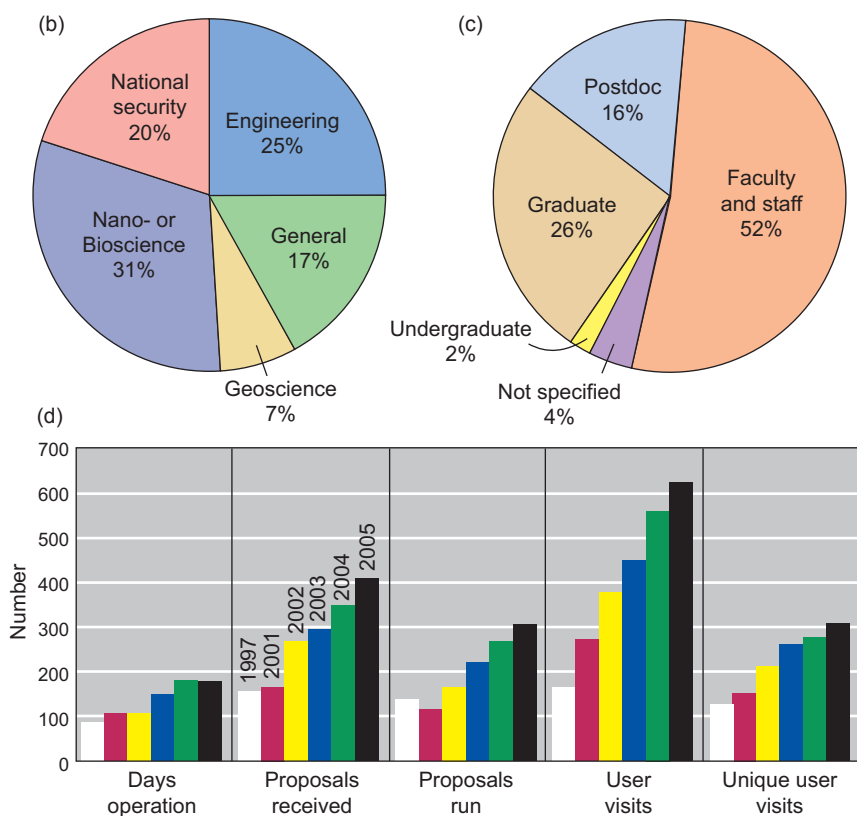 (b)
National
security
20%
Engineering
25%
Nano- or
Bioscience
31%
General
17%
Geoscience
7%
(c)
Postdoc
16%
Faculty
and staff
52%
Graduate
26%
Undergraduate
2%
Not specified
4%
(d)
Number
700
600
500
400
300
200
100
0
1997
2001
2002
2003
2004
2005
Days
operation
Proposals
received
Proposals
run
User
visits
Unique user
visits